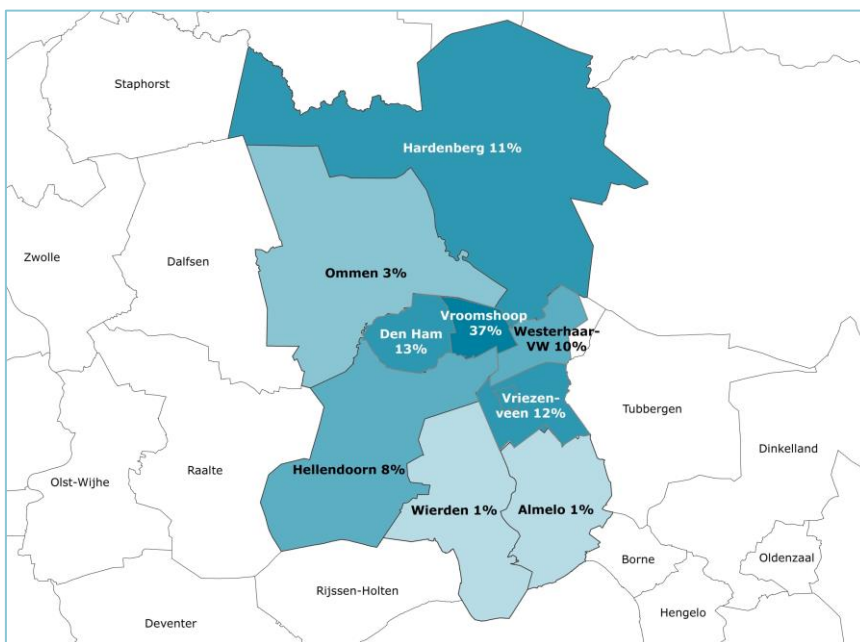 Staphorst
Hardenberg 11%
Zwolle
Dalfsen
Ommen 3%
Vroomshoop
37%
Den Ham
13%
Westerhaar-
VW 10%
Vriezen-
veen 12%
Tubbergen
Dinkelland
Raalte
Hellendoorn 8%
Olst-Wijhe
Wierden 1%
Almelo 1%
Borne
Oldenzaal
Rijssen-Holten
Hengelo
Deventer